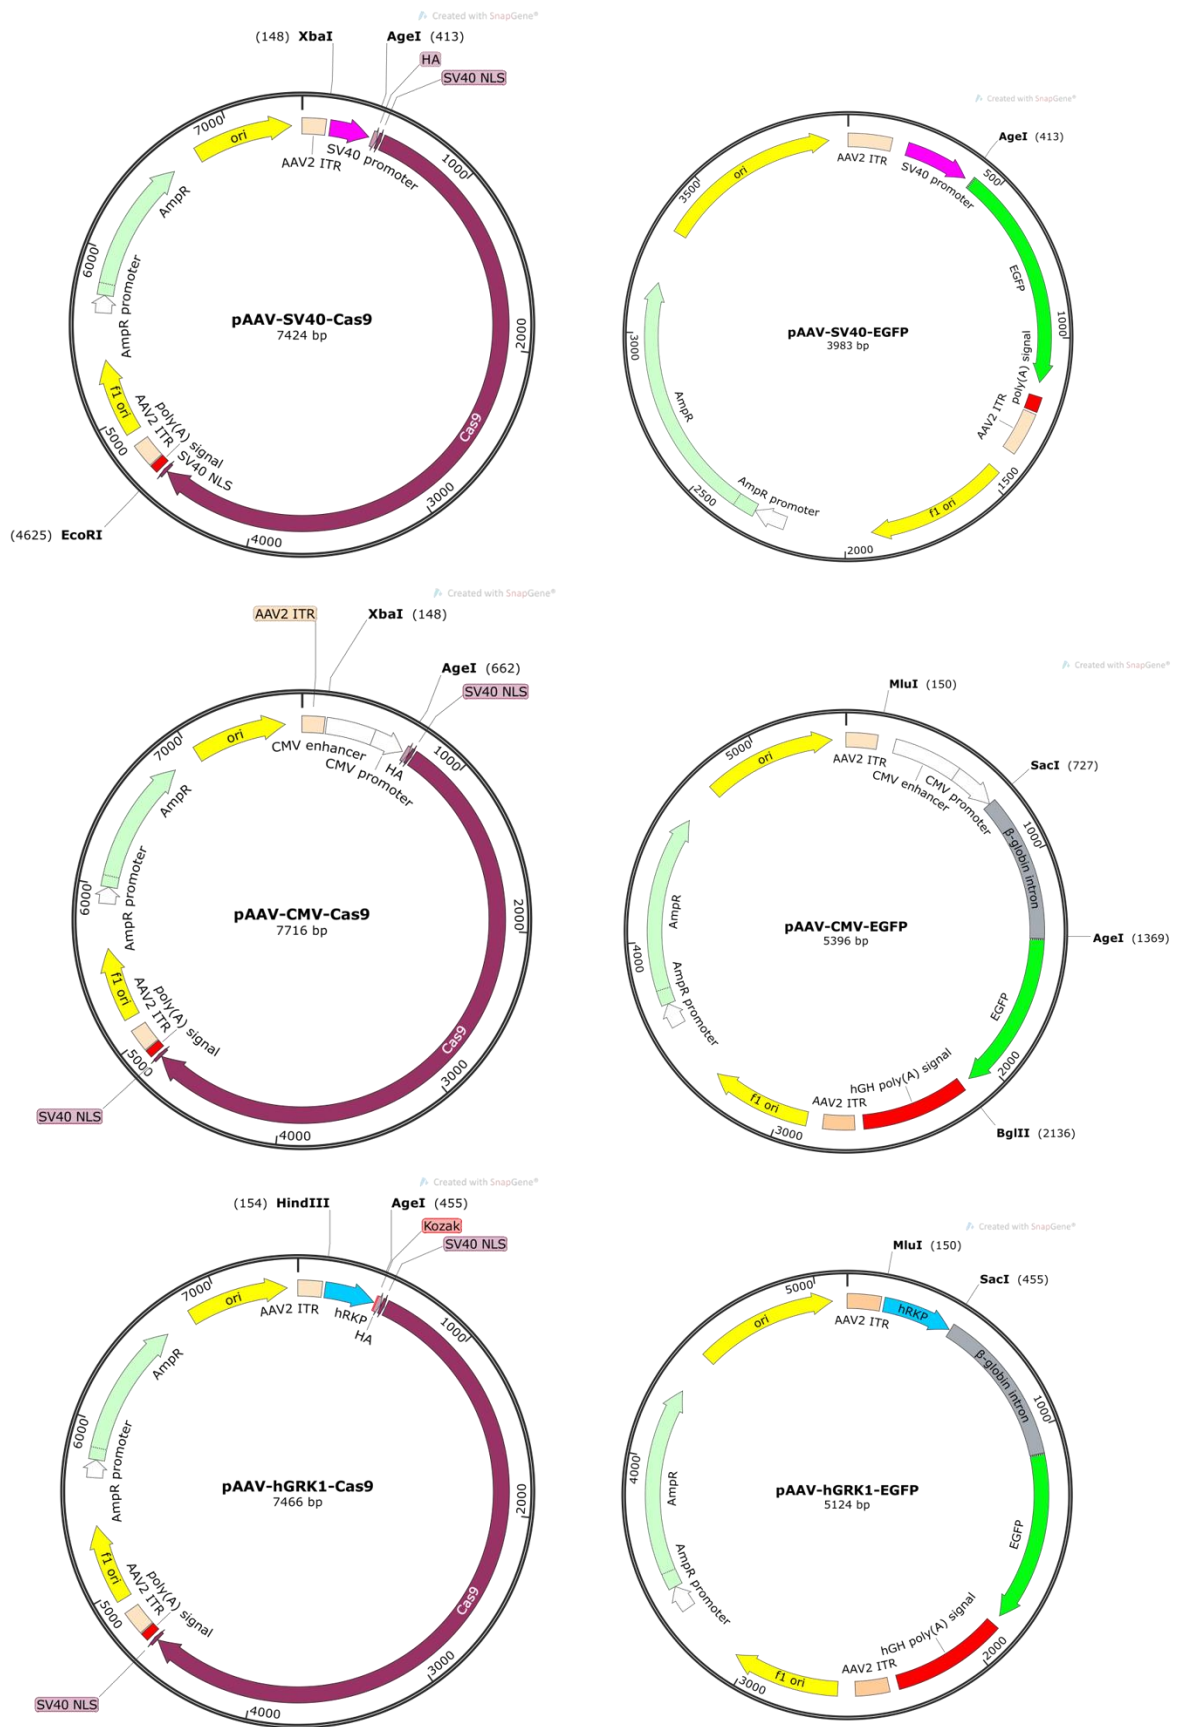 Created with SnapGene®
(148) XbaI
AgeI (413)
HA
SV40 NLS
7000
ori
AAV2 ITR
SV40 promoter
1000
AmpR
6000
AmpR promoter
pAAV-SV40-Cas9
7424 bp
2000
f1 ori
AAV2 ITR
poly(A) signal
SV40 NLS
5000
Cas9
3000
(4625) EcoRI
4000
Created with SnapGene®
AgeI (413)
AAV2 ITR
SV40 promoter
500
ori
3500
EGFP
1000
pAAV-SV40-EGFP
3983 bp
3000
poly(A) signal
AAV2 ITR
AmpR
AmpR promoter
2500
1500
f1 ori
2000
Created with SnapGene®
AAV2 ITR
XbaI (148)
AgeI (662)
SV40 NLS
7000
ori
CMV enhancer
CMV promoter
HA
1000
AmpR
6000
AmpR promoter
pAAV-CMV-Cas9
7716 bp
2000
f1 ori
AAV2 ITR
poly(A) signal
5000
Cas9
3000
SV40 NLS
4000
Created with SnapGene®
MluI (150)
5000
ori
AAV2 ITR
CMV enhancer
CMV promoter
SacI (727)
1000
β-globin intron
AmpR
pAAV-CMV-EGFP
5396 bp
AgeI (1369)
4000
AmpR promoter
EGFP
2000
hGH poly(A) signal
AAV2 ITR
f1 ori
3000
BglII (2136)
Created with SnapGene®
(154) HindIII
AgeI (455)
Kozak
SV40 NLS
7000
ori
AAV2 ITR
hRKP
HA
1000
AmpR
6000
AmpR promoter
pAAV-hGRK1-Cas9
7466 bp
2000
f1 ori
AAV2 ITR
poly(A) signal
5000
Cas9
3000
SV40 NLS
4000
Created with SnapGene®
MluI (150)
SacI (455)
5000
ori
AAV2 ITR
hRKP
β-globin intron
1000
AmpR
4000
pAAV-hGRK1-EGFP
5124 bp
EGFP
AmpR promoter
hGH poly(A) signal
2000
AAV2 ITR
f1 ori
3000